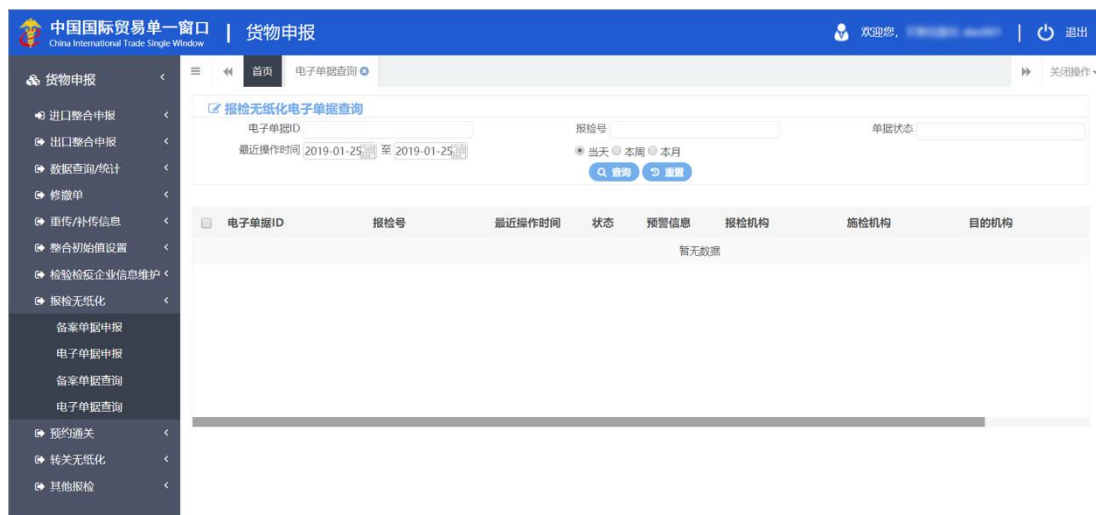 中国国际贸易单一窗口 | 货物申报
China International Trade Single Window
欢迎您,
退出
货物申报
首页 电子单据查询 关闭操作
进口整合申报
出口整合申报
数据查询/统计
修撤单
重传/补传信息
整合初始值设置
检验检疫企业信息维护
报检无纸化
备案单据申报
电子单据申报
备案单据查询
电子单据查询
预约通关
转关无纸化
其他报检
报检无纸化电子单据查询
电子单据ID 报检号 单据状态
最近操作时间 2019-01-25 至 2019-01-25 当天 本周 本月
查询 重置
电子单据ID 报检号 最近操作时间 状态 预警信息 报检机构 施检机构 目的机构
暂无数据